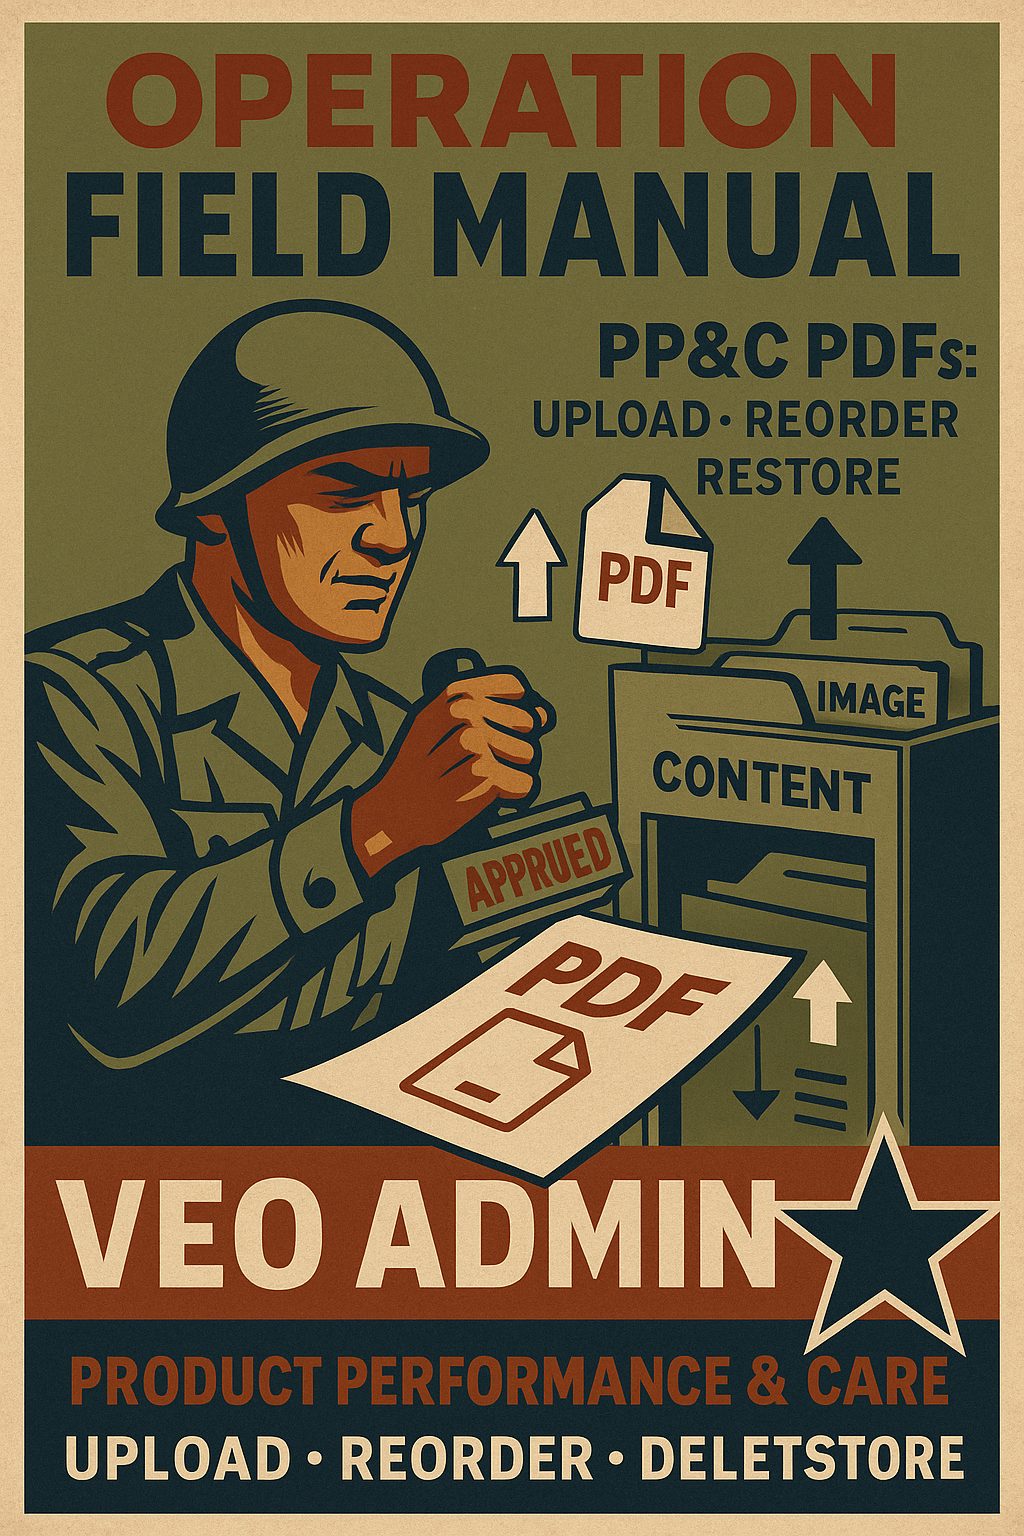 OPERATION
FIELD MANUAL
PP&C PDFs:
UPLOAD · REORDER
RESTORE
PDF
IMAGE
CONTENT
APPRUED
PDF
VEO ADMIN
PRODUCT PERFORMANCE & CARE
UPLOAD · REORDER · DELETSTORE